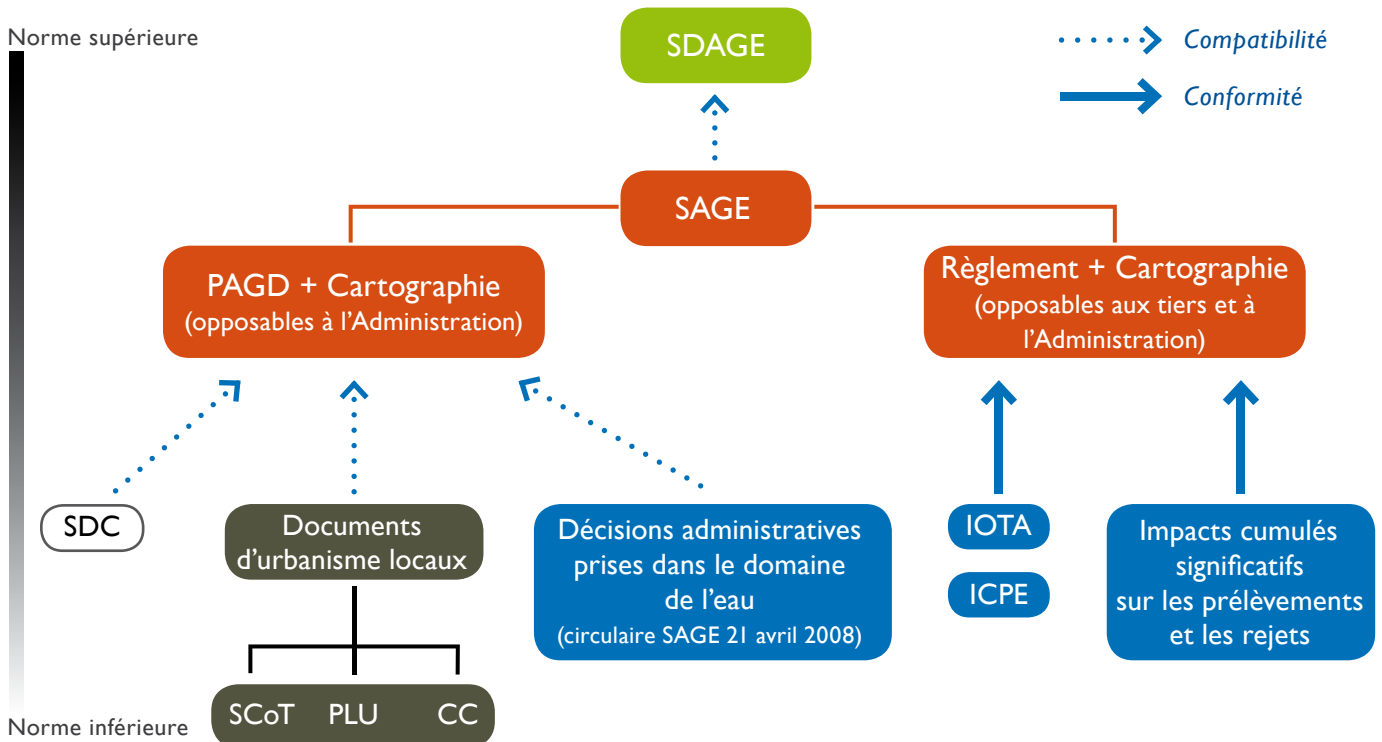 Norme supérieure
SDAGE
Compatibilité
Conformité
SAGE
PAGD + Cartographie
(opposables à l'Administration)
Règlement + Cartographie
(opposables aux tiers et à
l'Administration)
SDC
Documents
d'urbanisme locaux
Décisions administratives
prises dans le domaine
de l'eau
(circulaire SAGE 21 avril 2008)
IOTA
ICPE
Impacts cumulés
significatifs
sur les prélèvements
et les rejets
SCoT PLU CC
Norme inférieure